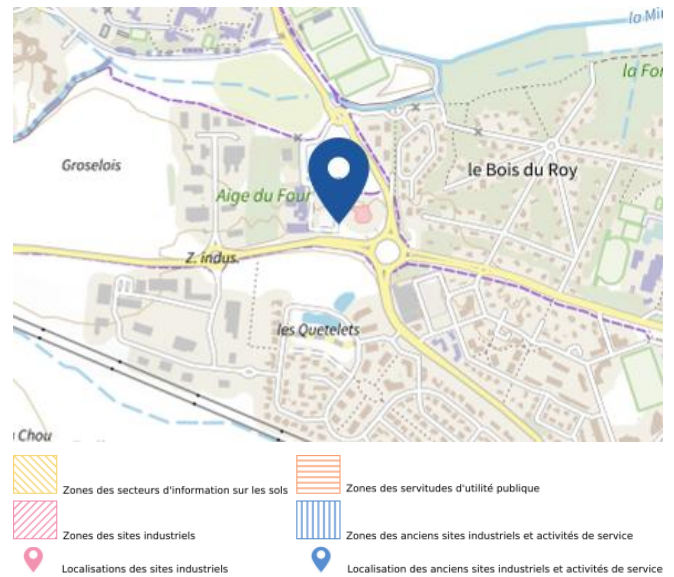 la Mi
la For
Groselois
le Bois du Roy
Aige du Four
Z. indus.
les Quetelets
Chou
Zones des secteurs d'information sur les sols
Zones des servitudes d'utilité publique
Zones des sites industriels
Zones des anciens sites industriels et activités de service
Localisations des sites industriels
Localisation des anciens sites industriels et activités de service